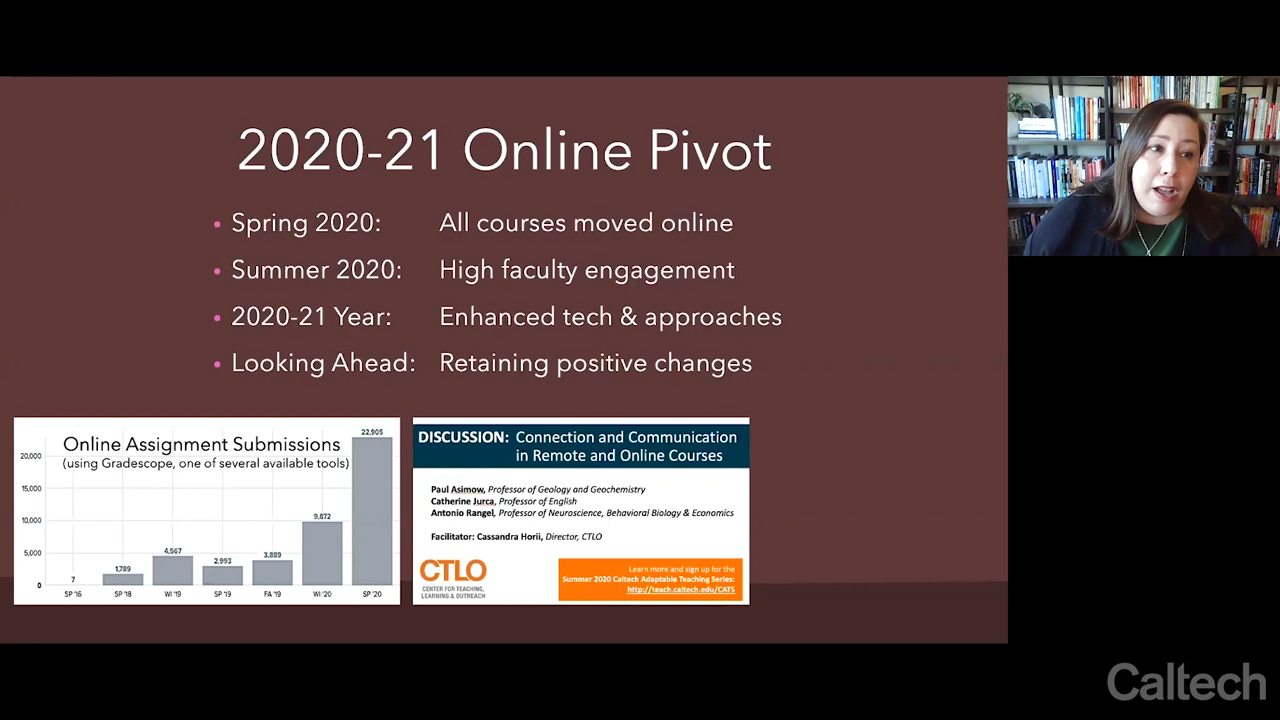 2020-21 Online Pivot
• Spring 2020: All courses moved online
• Summer 2020: High faculty engagement
• 2020-21 Year: Enhanced tech & approaches
• Looking Ahead: Retaining positive changes
Online Assignment Submissions
(using Gradescope, one of several available tools)
20,000
15,000
10,000
5,000
0
7
1,789
4,567
2,993
3,889
9,872
22,905
SP '16
SP '18
WI '19
SP '19
FA '19
WI '20
SP '20
DISCUSSION: Connection and Communication
in Remote and Online Courses
Paul Asimow, Professor of Geology and Geochemistry
Catherine Jurca, Professor of English
Antonio Rangel, Professor of Neuroscience, Behavioral Biology & Economics
Facilitator: Cassandra Horii, Director, CTLO
CTLO
CENTER FOR TEACHING,
LEARNING & OUTREACH
Learn more and sign up for the
Summer 2020 Caltech Adaptable Teaching Series:
http://teach.caltech.edu/CATS
Caltech